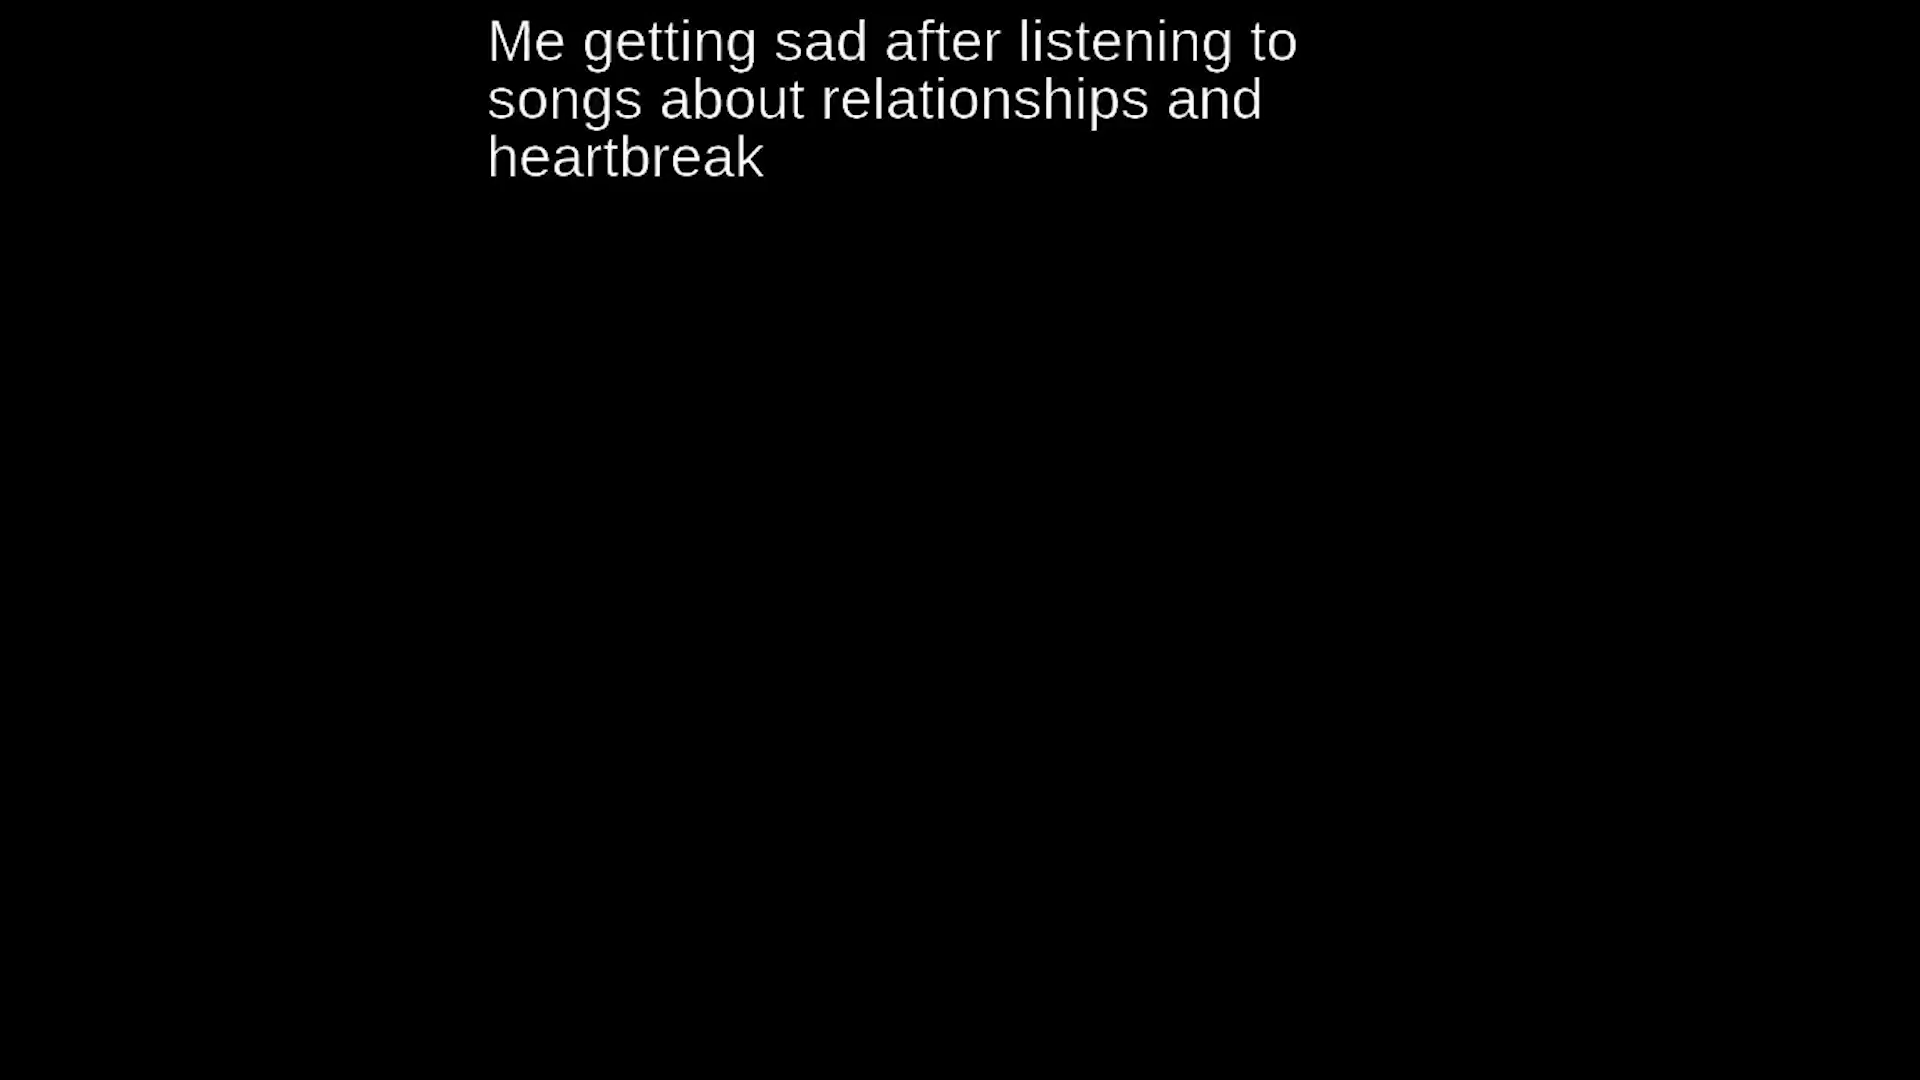 Me getting sad after listening to
songs about relationships and
heartbreak